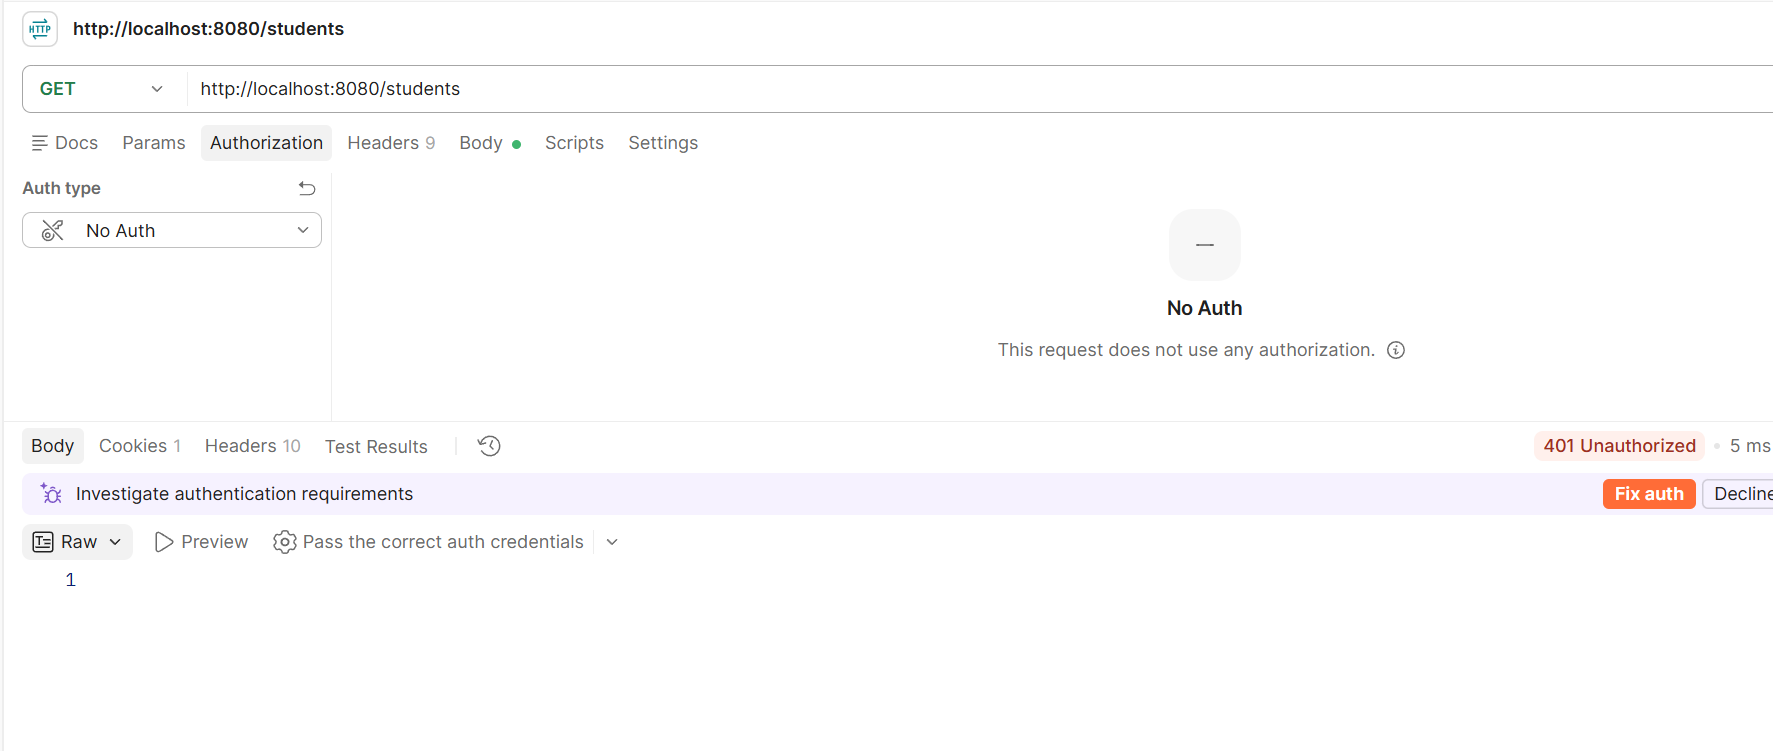 HTTP http://localhost:8080/students
GET http://localhost:8080/students
Docs Params Authorization Headers 9 Body Scripts Settings
Auth type
No Auth
No Auth
This request does not use any authorization.
Body Cookies 1 Headers 10 Test Results 401 Unauthorized • 5 ms
Investigate authentication requirements Fix auth Decline
Raw Preview Pass the correct auth credentials
1